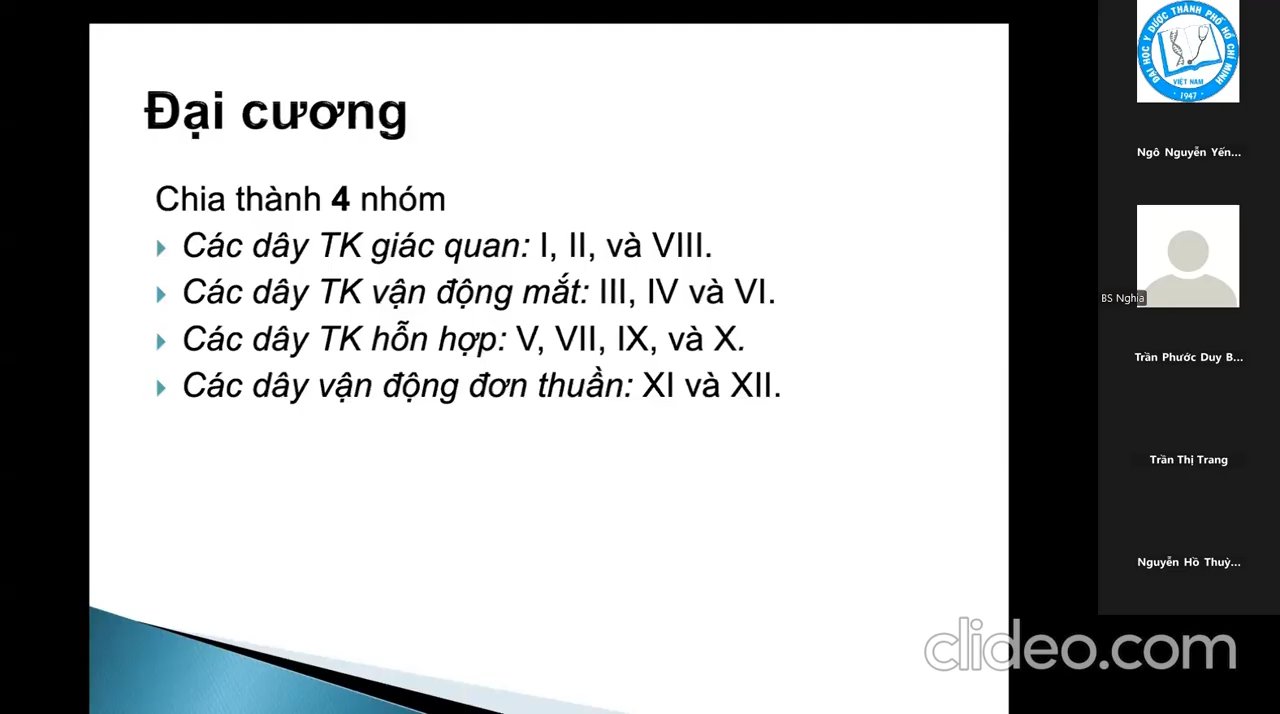 Đại cương
Chia thành 4 nhóm
Các dây TK giác quan: I, II, và VIII.
Các dây TK vận động mắt: III, IV và VI.
Các dây TK hỗn hợp: V, VII, IX, và X.
Các dây vận động đơn thuần: XI và XII.
ĐẠI HỌC Y DƯỢC THÀNH PHỐ HỒ CHÍ MINH
VIỆT NAM
1947
Ngô Nguyễn Yến...
BS Nghia
Trần Phước Duy B...
Trần Thị Trang
Nguyễn Hồ Thuỳ...
clideo.com